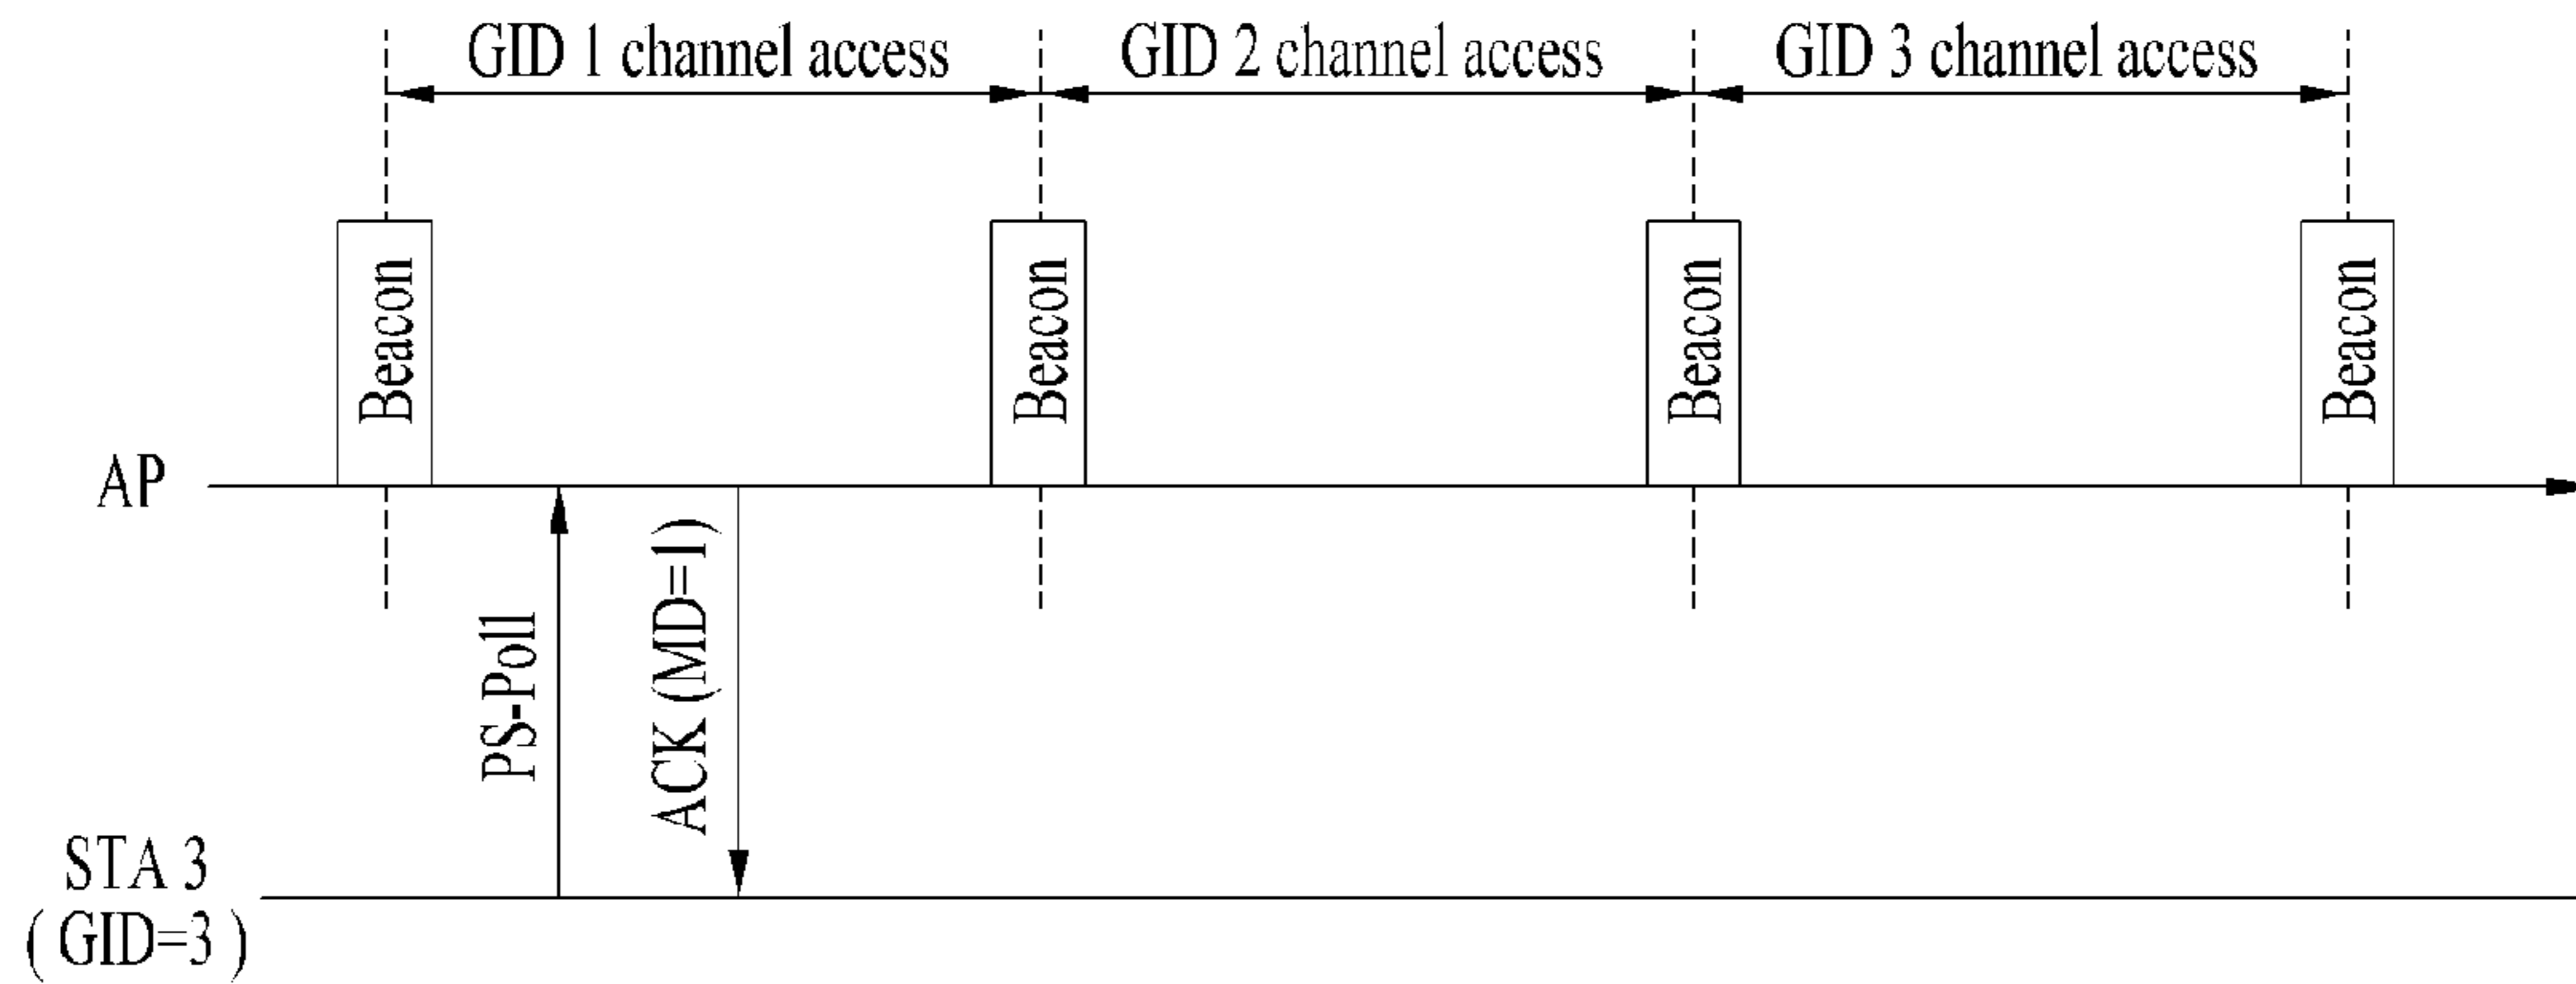 GID 1 channel access
GID 2 channel access
GID 3 channel access
Beacon
Beacon
Beacon
Beacon
AP
PS-Poll
ACK (MD=1)
STA 3
( GID=3 )